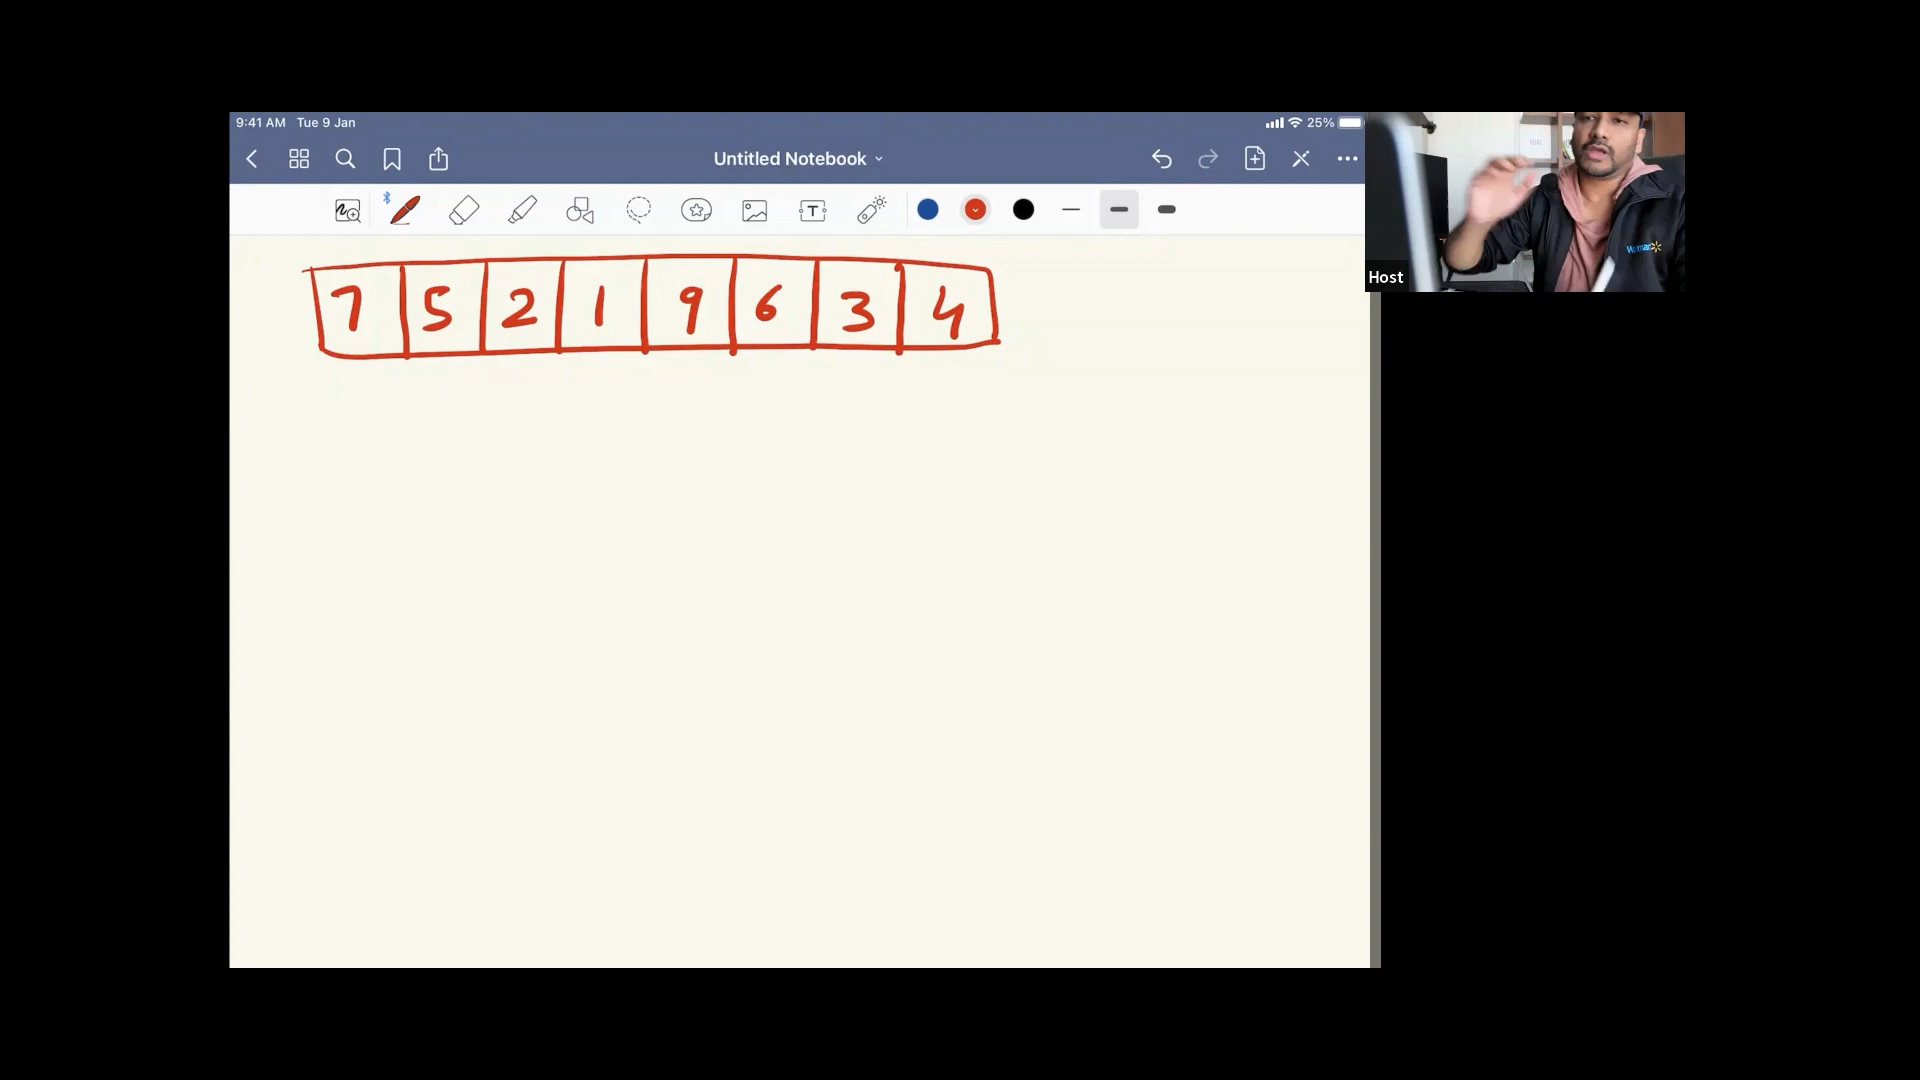 9:41 AM Tue 9 Jan
25%
Untitled Notebook
T
7 5 2 1 9 6 3 4
Host